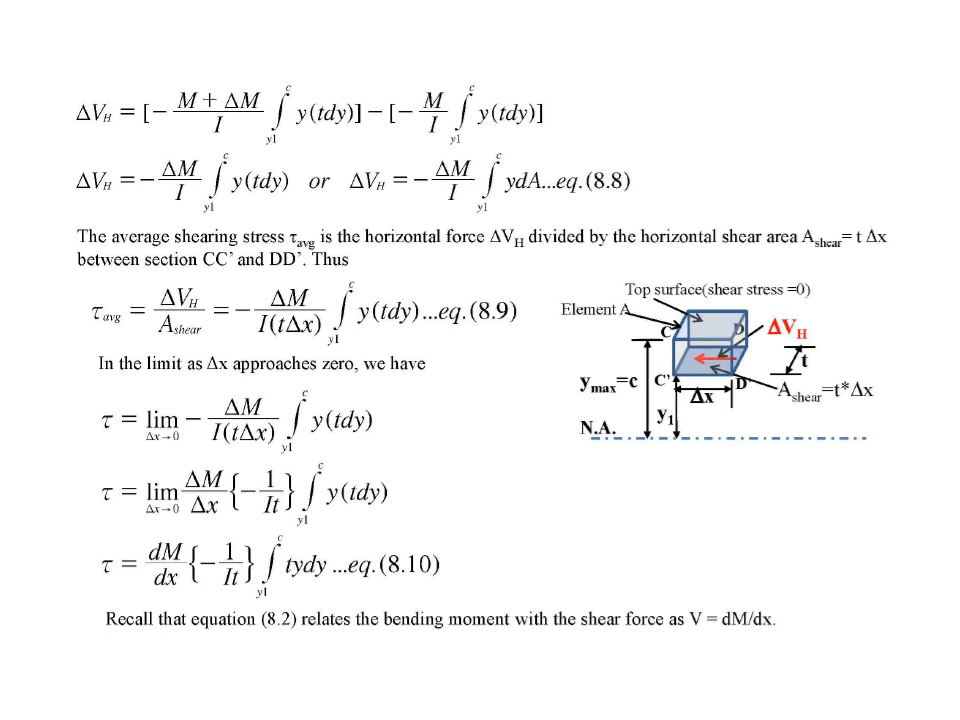 ΔV_H = [− (M + ΔM)/I ∫_{y1}^{c} y(tdy)] − [− M/I ∫_{y1}^{c} y(tdy)]
ΔV_H = − ΔM/I ∫_{y1}^{c} y(tdy) or ΔV_H = − ΔM/I ∫_{y1}^{c} ydA...eq.(8.8)
The average shearing stress τ_avg is the horizontal force ΔV_H divided by the horizontal shear area A_shear= t Δx
between section CC’ and DD’. Thus
τ_avg = ΔV_H/A_shear = − ΔM/I(tΔx) ∫_{y1}^{c} y(tdy)...eq.(8.9)
In the limit as Δx approaches zero, we have
τ = lim_{Δx→0} − ΔM/I(tΔx) ∫_{y1}^{c} y(tdy)
τ = lim_{Δx→0} ΔM/Δx {− 1/It} ∫_{y1}^{c} y(tdy)
τ = dM/dx {− 1/It} ∫_{y1}^{c} tydy ...eq.(8.10)
Top surface(shear stress =0)
Element A
C
D
ΔV_H
t
y_max=c
C’
D’
Δx
A_shear=t*Δx
y_1
N.A.
Recall that equation (8.2) relates the bending moment with the shear force as V = dM/dx.